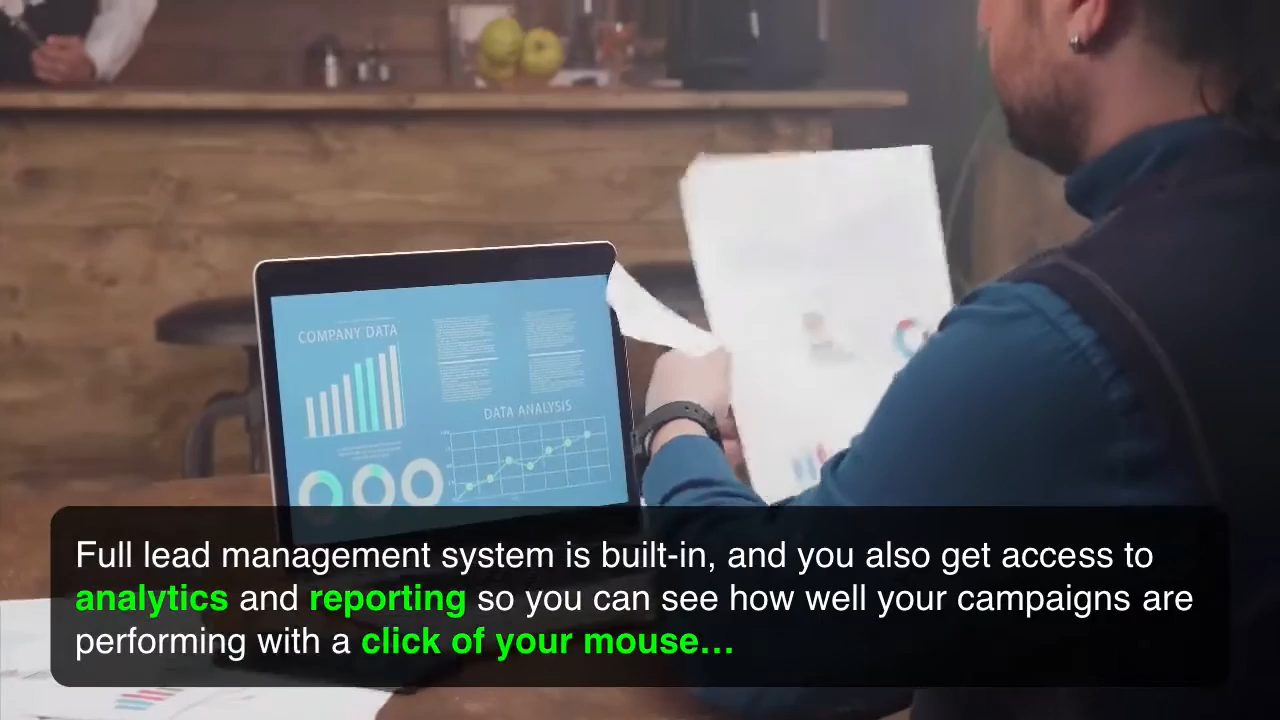 COMPANY DATA
DATA ANALYSIS
Full lead management system is built-in, and you also get access to
analytics and reporting so you can see how well your campaigns are
performing with a click of your mouse…